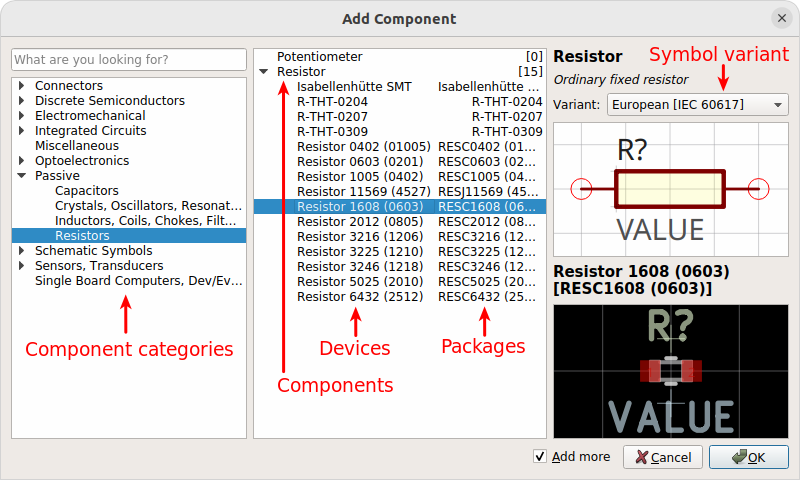 Add Component
What are you looking for?
Connectors
Discrete Semiconductors
Electromechanical
Integrated Circuits
Miscellaneous
Optoelectronics
Passive
Capacitors
Crystals, Oscillators, Resonat...
Inductors, Coils, Chokes, Filt...
Resistors
Schematic Symbols
Sensors, Transducers
Single Board Computers, Dev/Ev...
Component categories
Potentiometer [0]
Resistor [15]
Isabellenhütte SMT Isabellenhütte ...
R-THT-0204 R-THT-0204
R-THT-0207 R-THT-0207
R-THT-0309 R-THT-0309
Resistor 0402 (01005) RESC0402 (01...
Resistor 0603 (0201) RESC0603 (02...
Resistor 1005 (0402) RESC1005 (04...
Resistor 11569 (4527) RESJ11569 (45...
Resistor 1608 (0603) RESC1608 (06...
Resistor 2012 (0805) RESC2012 (08...
Resistor 3216 (1206) RESC3216 (12...
Resistor 3225 (1210) RESC3225 (12...
Resistor 3246 (1218) RESC3246 (12...
Resistor 5025 (2010) RESC5025 (20...
Resistor 6432 (2512) RESC6432 (25...
Devices
Packages
Components
Resistor
Symbol variant
Ordinary fixed resistor
Variant: European [IEC 60617]
R?
VALUE
Resistor 1608 (0603)
[RESC1608 (0603)]
R?
VALUE
Add more
Cancel
OK